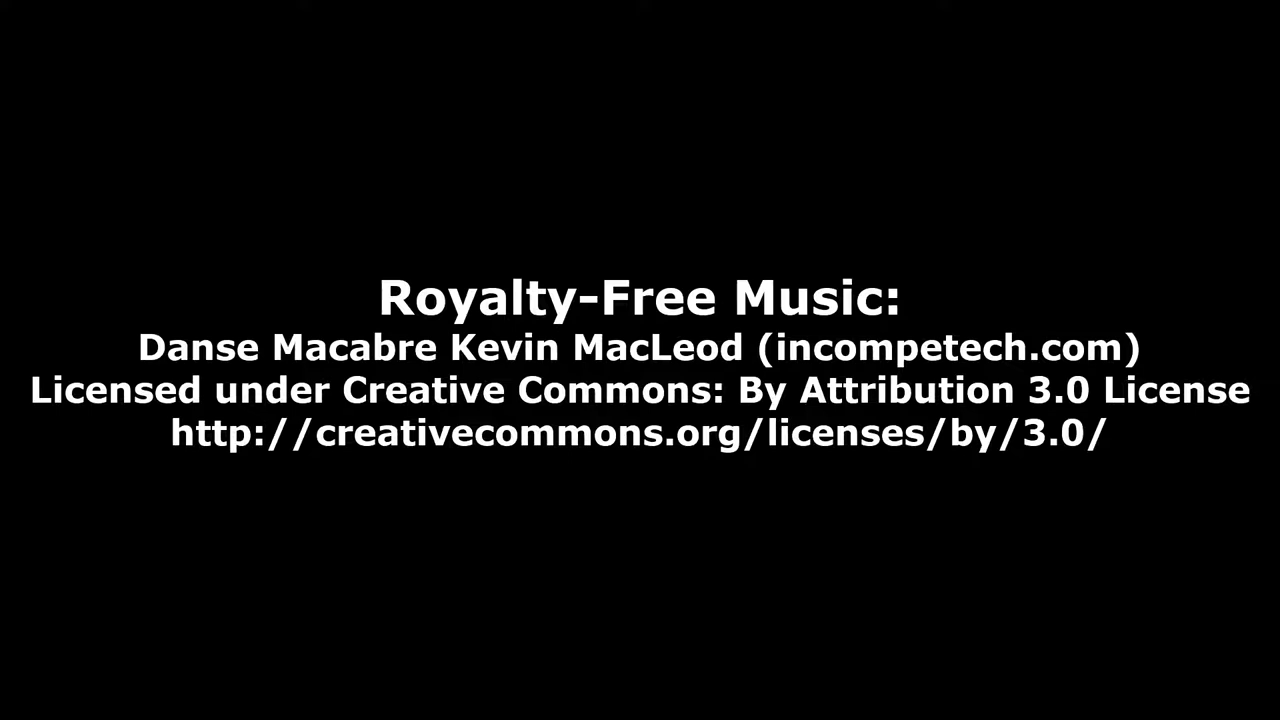 Royalty-Free Music:
Danse Macabre Kevin MacLeod (incompetech.com)
Licensed under Creative Commons: By Attribution 3.0 License
http://creativecommons.org/licenses/by/3.0/